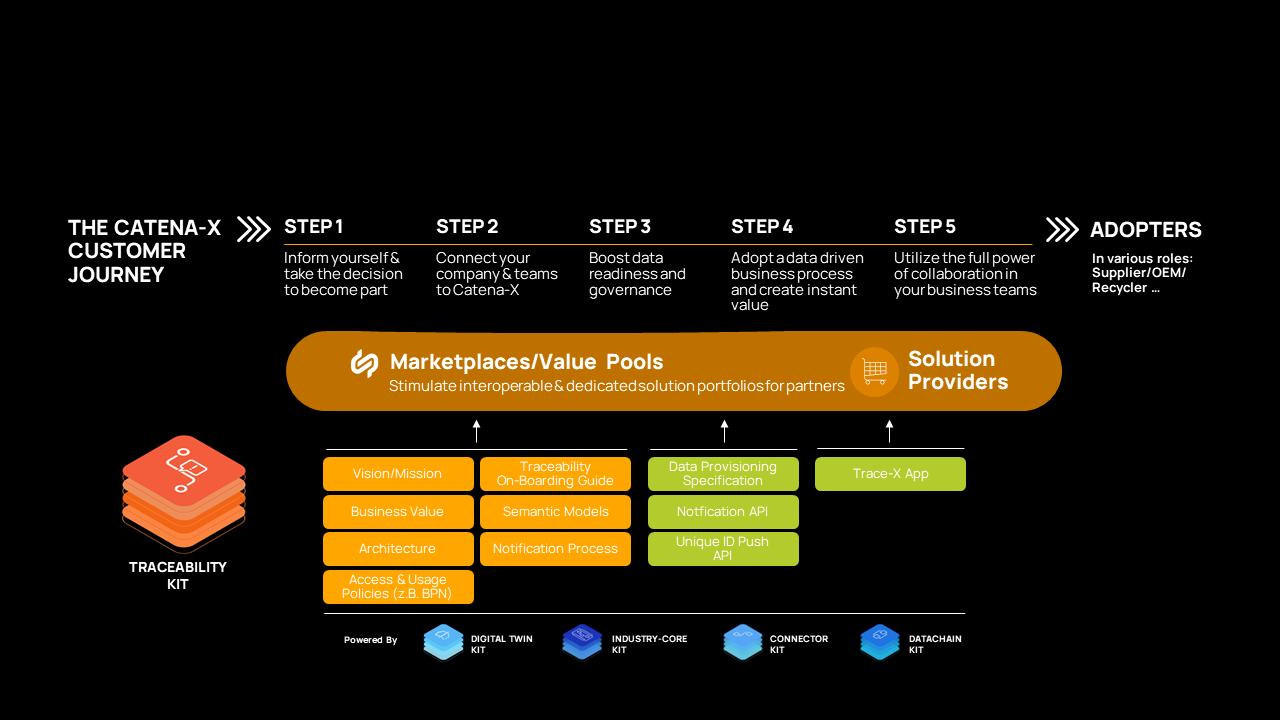 THE CATENA-X
CUSTOMER
JOURNEY
STEP 1
Inform yourself &
take the decision
to become part
STEP 2
Connect your
company & teams
to Catena-X
STEP 3
Boost data
readiness and
governance
STEP 4
Adopt a data driven
business process
and create instant
value
STEP 5
Utilize the full power
of collaboration in
your business teams
ADOPTERS
In various roles:
Supplier/OEM/
Recycler ...
Marketplaces/Value Pools
Stimulate interoperable & dedicated solution portfolios for partners
Solution
Providers
TRACEABILITY
KIT
Vision/Mission
Traceability
On-Boarding Guide
Data Provisioning
Specification
Trace-X App
Business Value
Semantic Models
Notfication API
Architecture
Notification Process
Unique ID Push
API
Access & Usage
Policies (z.B. BPN)
Powered By
DIGITAL TWIN
KIT
INDUSTRY-CORE
KIT
CONNECTOR
KIT
DATACHAIN
KIT